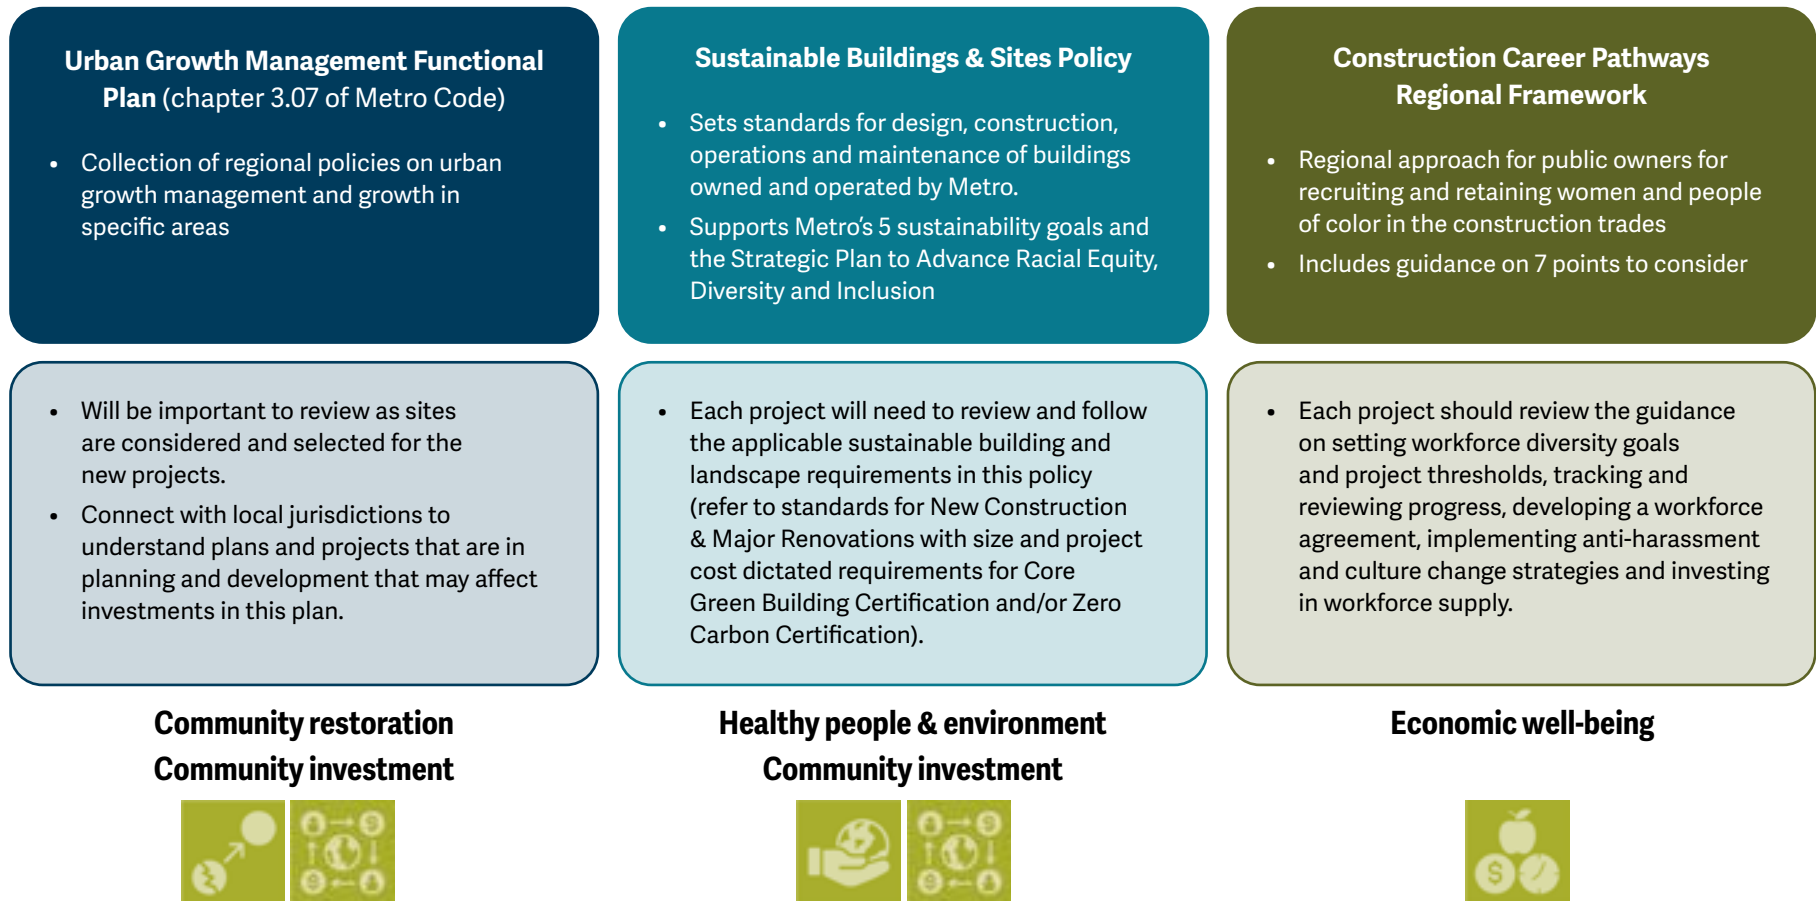 Urban Growth Management Functional
Plan (chapter 3.07 of Metro Code)
• Collection of regional policies on urban
growth management and growth in
specific areas
Sustainable Buildings & Sites Policy
• Sets standards for design, construction,
operations and maintenance of buildings
owned and operated by Metro.
• Supports Metro’s 5 sustainability goals and
the Strategic Plan to Advance Racial Equity,
Diversity and Inclusion
Construction Career Pathways
Regional Framework
• Regional approach for public owners for
recruiting and retaining women and people
of color in the construction trades
• Includes guidance on 7 points to consider
• Will be important to review as sites
are considered and selected for the
new projects.
• Connect with local jurisdictions to
understand plans and projects that are in
planning and development that may affect
investments in this plan.
• Each project will need to review and follow
the applicable sustainable building and
landscape requirements in this policy
(refer to standards for New Construction
& Major Renovations with size and project
cost dictated requirements for Core
Green Building Certification and/or Zero
Carbon Certification).
• Each project should review the guidance
on setting workforce diversity goals
and project thresholds, tracking and
reviewing progress, developing a workforce
agreement, implementing anti-harassment
and culture change strategies and investing
in workforce supply.
Community restoration
Community investment
Healthy people & environment
Community investment
Economic well-being